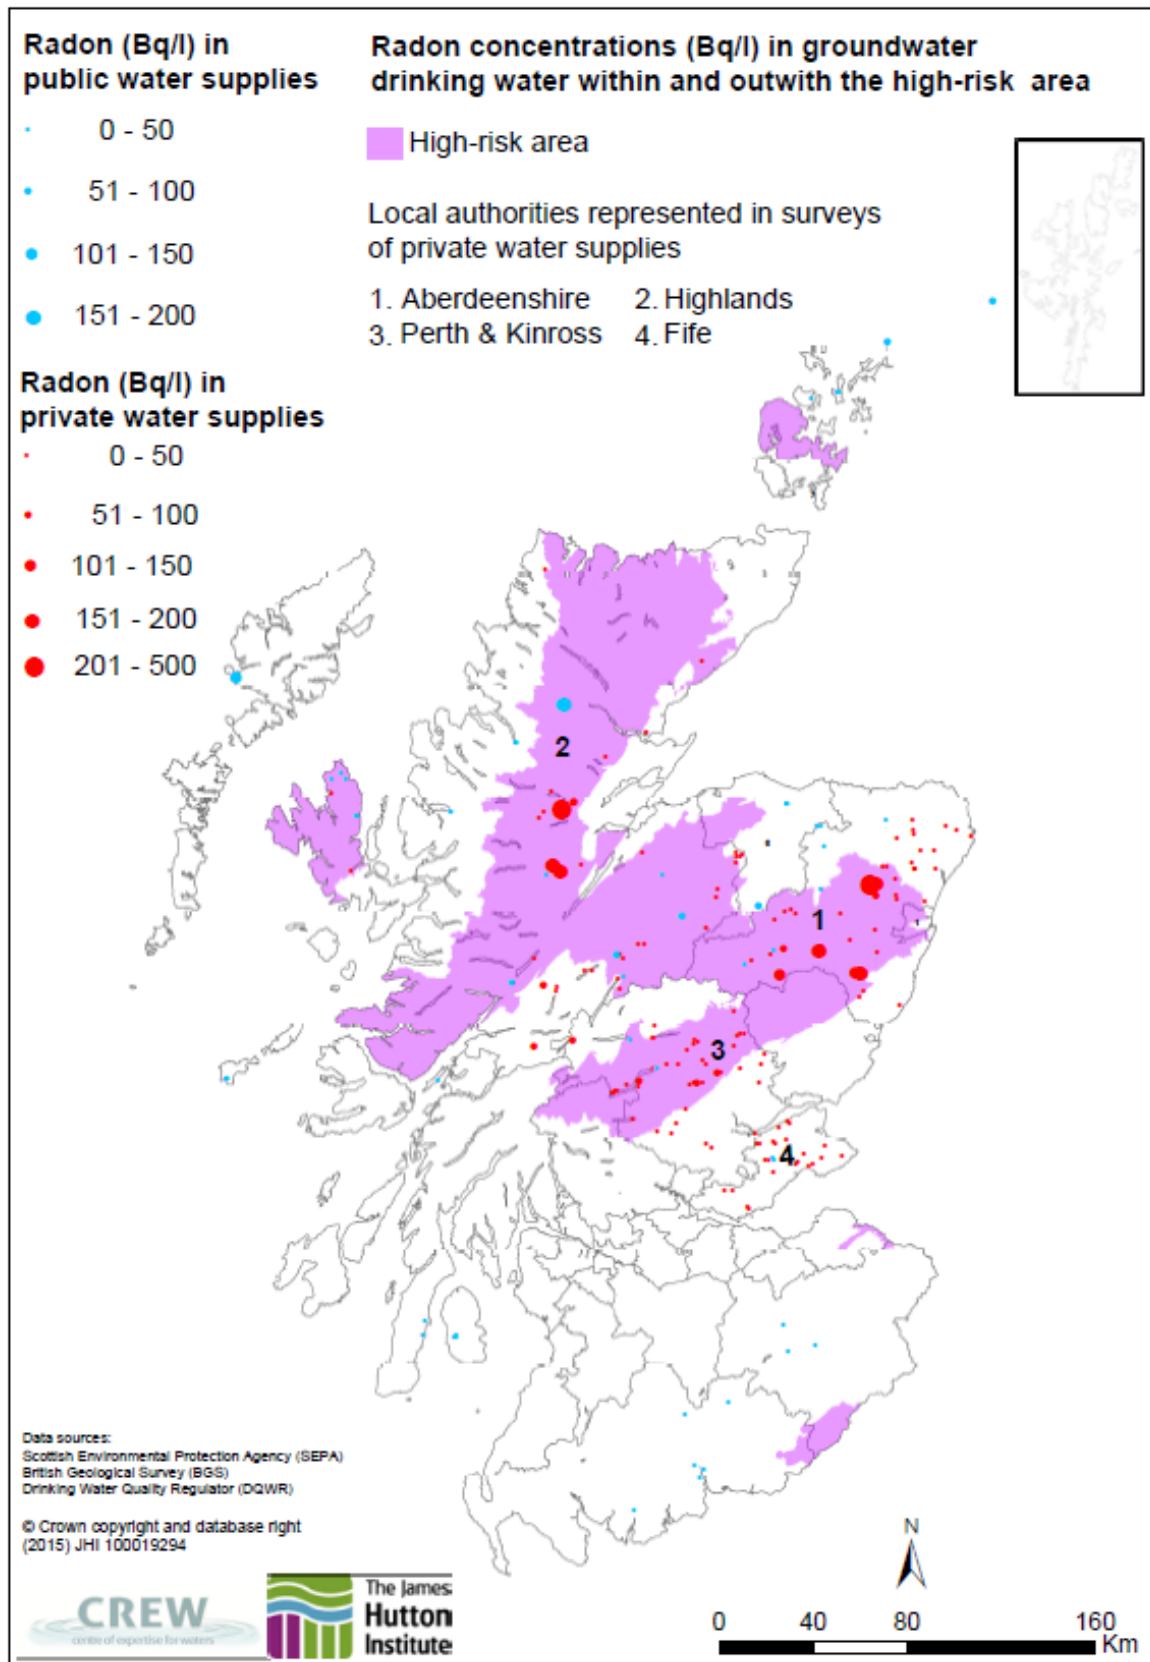 Radon (Bq/l) in
public water supplies
0 - 50
51 - 100
101 - 150
151 - 200
Radon (Bq/l) in
private water supplies
0 - 50
51 - 100
101 - 150
151 - 200
201 - 500
Radon concentrations (Bq/l) in groundwater
drinking water within and outwith the high-risk area
High-risk area
Local authorities represented in surveys
of private water supplies
1. Aberdeenshire 2. Highlands
3. Perth & Kinross 4. Fife
2
1
3
4
Data sources:
Scottish Environmental Protection Agency (SEPA)
British Geological Survey (BGS)
Drinking Water Quality Regulator (DQWR)
© Crown copyright and database right
(2015) JHI 100019294
CREW
centre of expertise for waters
The James
Hutton
Institute
N
0 40 80 160
Km